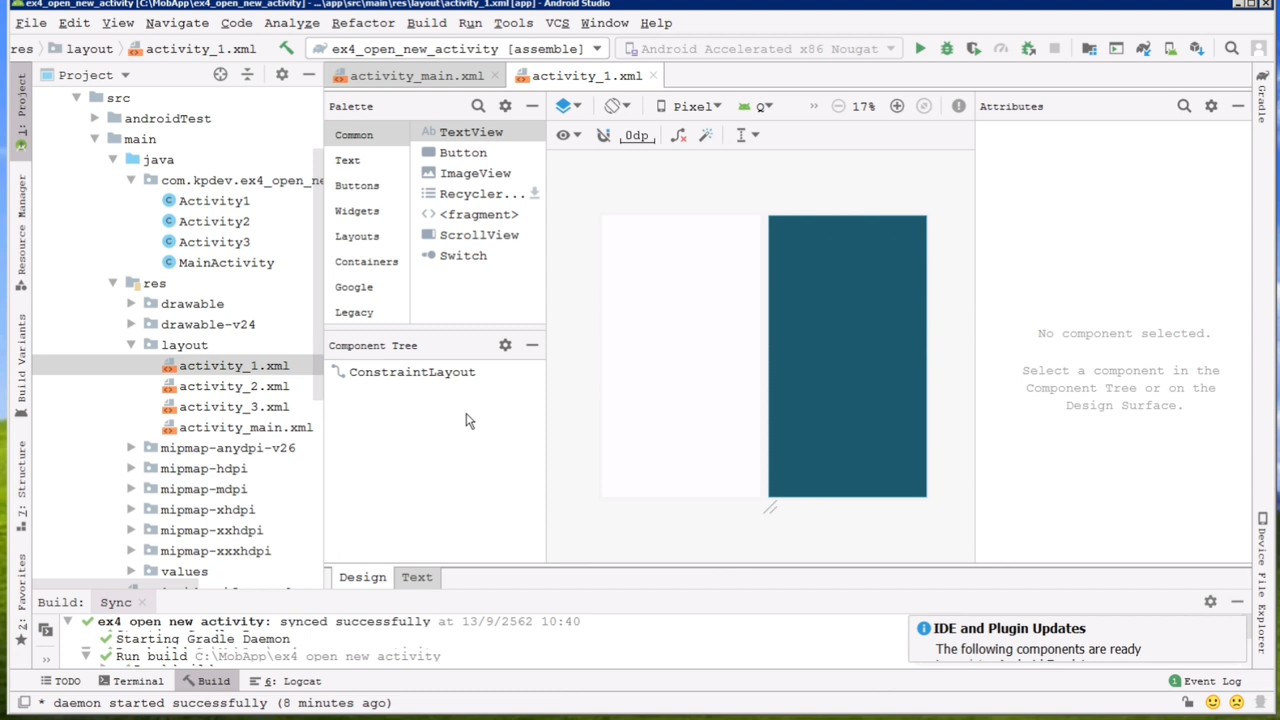 ex4_open_new_activity [C:\MobApp\ex4_open_new_activity] - ...\app\src\main\res\layout\activity_1.xml [app] - Android Studio
File Edit View Navigate Code Analyze Refactor Layout Build Run Tools VCS Window Help
res layout activity_1.xml ex4_open_new_activity [assemble] Android Accelerated x86 Nougat
1: Project
Resource Manager
Build Variants
7: Structure
2: Favorites
Project
src
androidTest
main
java
com.kpdev.ex4_open_ne
Activity1
Activity2
Activity3
MainActivity
res
drawable
drawable-v24
layout
activity_1.xml
activity_2.xml
activity_3.xml
activity_main.xml
mipmap-anydpi-v26
mipmap-hdpi
mipmap-mdpi
mipmap-xhdpi
mipmap-xxhdpi
mipmap-xxxhdpi
values
activity_main.xml activity_1.xml
Palette
Common
Text
Buttons
Widgets
Layouts
Containers
Google
Legacy
Ab TextView
Button
ImageView
Recycler...
<> <fragment>
ScrollView
Switch
Component Tree
ConstraintLayout
Pixel Q 17%
0dp
Attributes
No component selected.
Select a component in the
Component Tree or on the
Design Surface.
Gradle
Device File Explorer
Design Text
Build: Sync
ex4 open new activity: synced successfully at 13/9/2562 10:40
Starting Gradle Daemon
Run build C:\MobApp\ex4 open new activity
IDE and Plugin Updates
The following components are ready
TODO Terminal Build 6: Logcat 1 Event Log
* daemon started successfully (8 minutes ago)